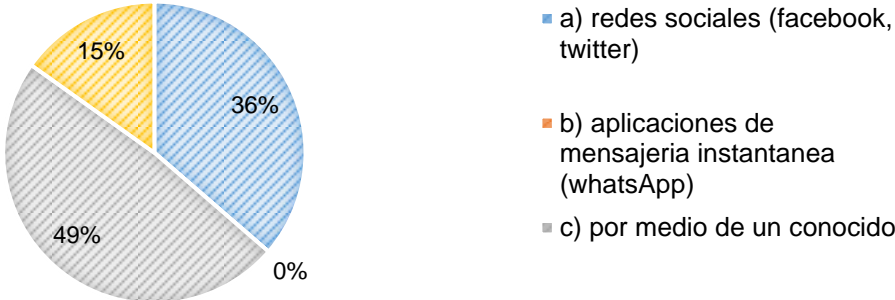 15%
36%
49%
0%
a) redes sociales (facebook,
twitter)
b) aplicaciones de
mensajeria instantanea
(whatsApp)
c) por medio de un conocido